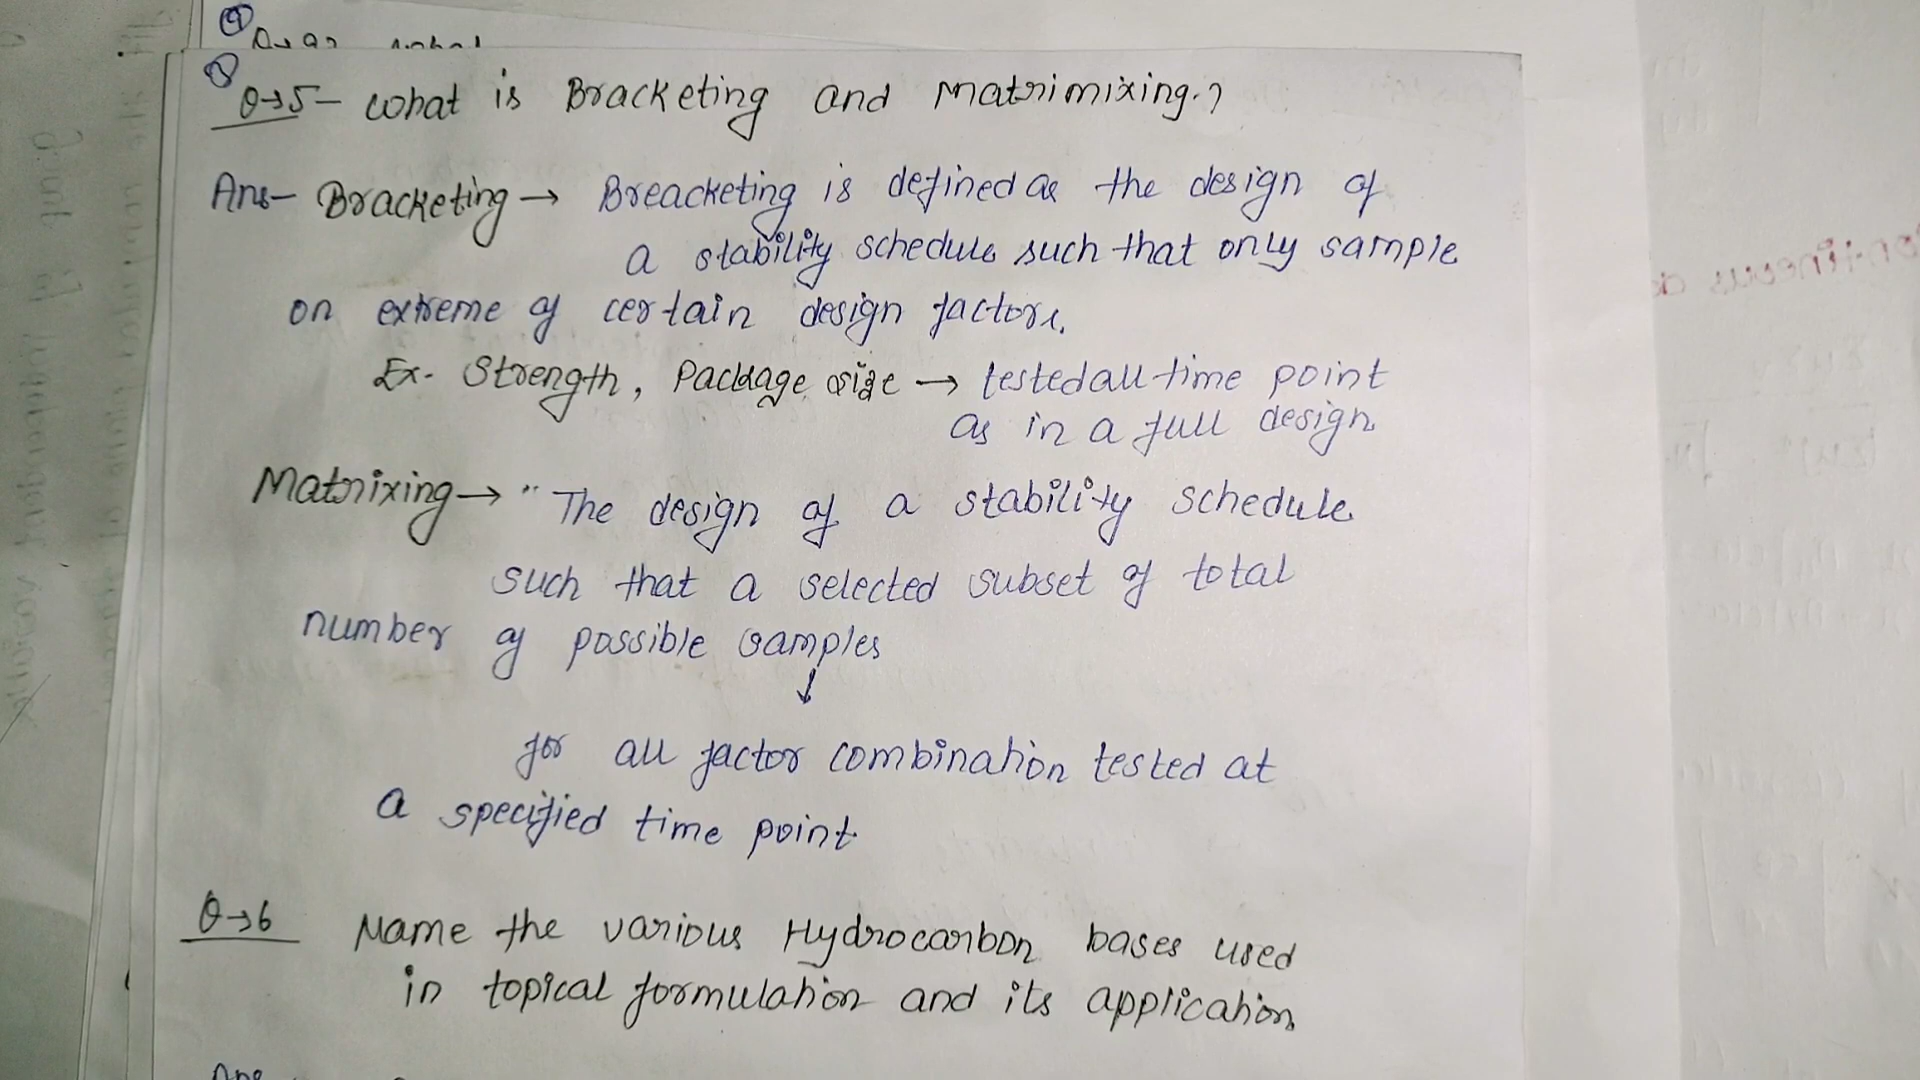 Q→5- What is Bracketing and Matrimixing.?
Ans- Bracketing → Breacketing is defined as the design of
a stability schedule such that only sample
on extreme of certain design factors.
Ex. Strength, Package size → tested all time point
as in a full design.
Matrixing → " The design of a stability schedule
such that a selected subset of total
number of possible samples
↓
for all factor combination tested at
a specified time point
Q→6 Name the various Hydrocarbon bases used
in topical formulation and its application.
Ans